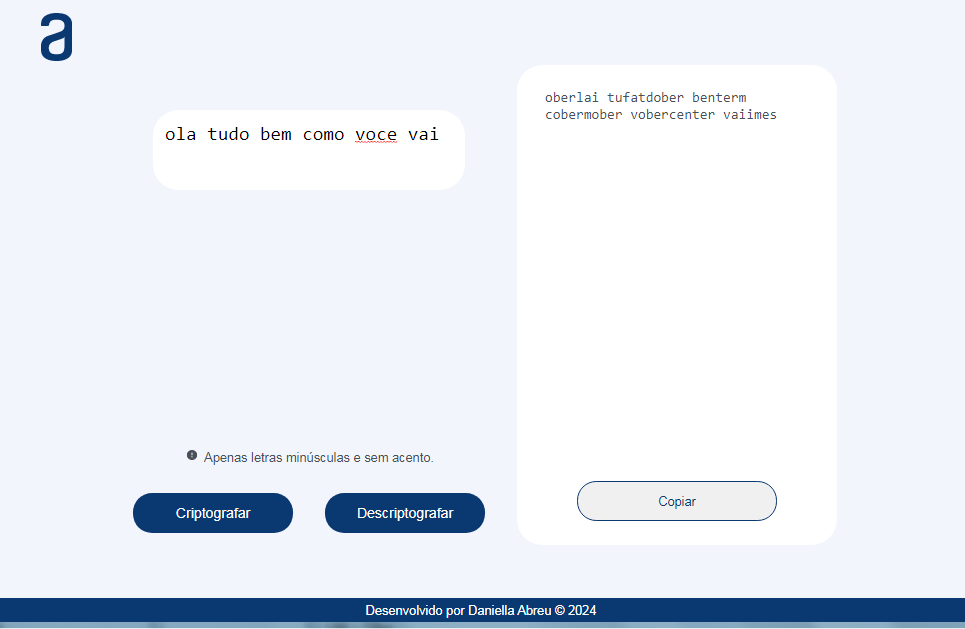 a
ola tudo bem como voce vai
oberlai tufatdober benterm
cobermober vobercenter vaiimes
Apenas letras minúsculas e sem acento.
Criptografar
Descriptografar
Copiar
Desenvolvido por Daniella Abreu © 2024